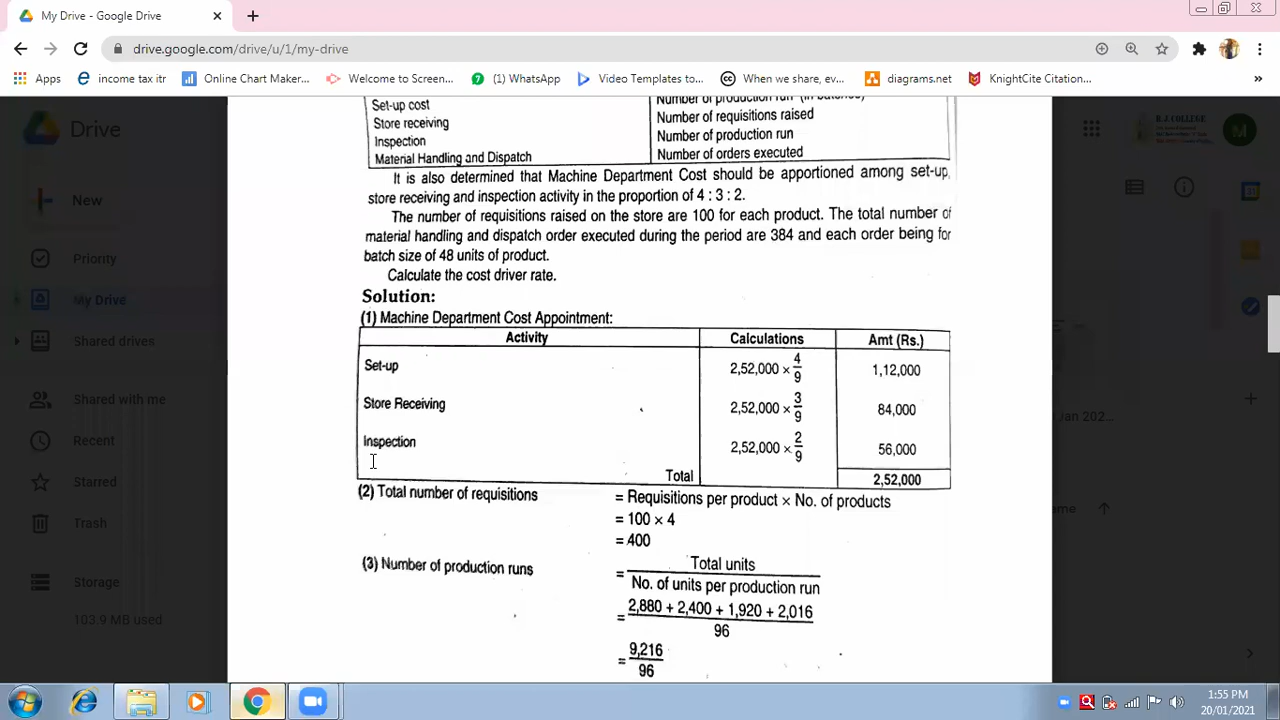 My Drive - Google Drive
drive.google.com/drive/u/1/my-drive
Apps income tax itr Online Chart Maker... Welcome to Screen... (1) WhatsApp Video Templates to... When we share, ev... diagrams.net KnightCite Citation... »
Drive
New
Priority
My Drive
Shared drives
Shared with me
Recent
Starred
Trash
Storage
103.9 MB used
Set-up cost Number of production run (in batches)
Store receiving Number of requisitions raised
Inspection Number of production run
Material Handling and Dispatch Number of orders executed
It is also determined that Machine Department Cost should be apportioned among set-up,
store receiving and inspection activity in the proportion of 4 : 3 : 2.
The number of requisitions raised on the store are 100 for each product. The total number of
material handling and dispatch order executed during the period are 384 and each order being for
batch size of 48 units of product.
Calculate the cost driver rate.
Solution:
(1) Machine Department Cost Appointment:
Activity Calculations Amt (Rs.)
Set-up 2,52,000 × 4/9 1,12,000
Store Receiving 2,52,000 × 3/9 84,000
Inspection 2,52,000 × 2/9 56,000
Total 2,52,000
(2) Total number of requisitions = Requisitions per product × No. of products
= 100 × 4
= 400
(3) Number of production runs = Total units / No. of units per production run
= 2,880 + 2,400 + 1,920 + 2,016 / 96
= 9,216 / 96
Jan 202...
ame
M
1:55 PM
20/01/2021